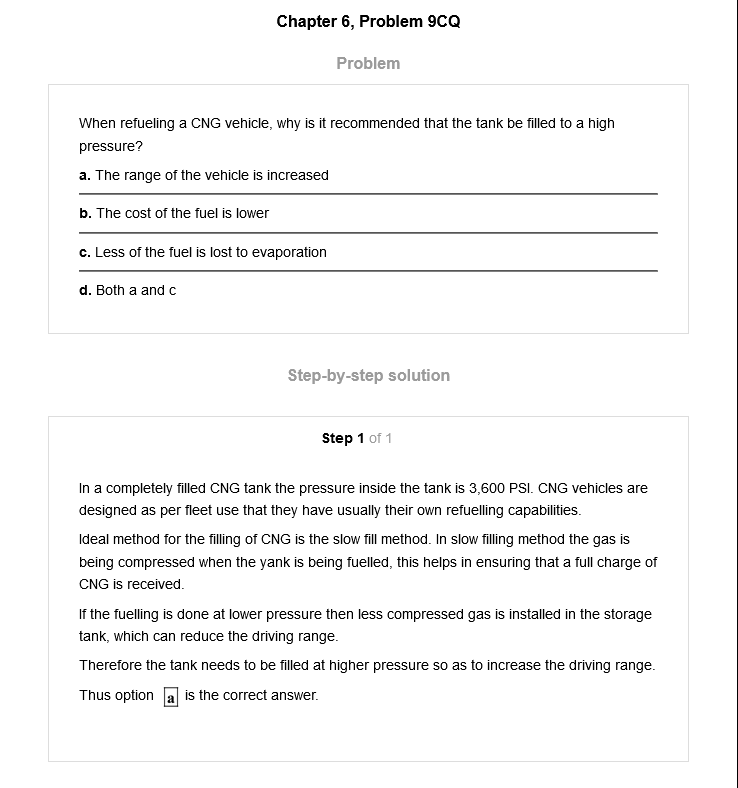 Chapter 6, Problem 9CQ
Problem
When refueling a CNG vehicle, why is it recommended that the tank be filled to a high
pressure?
a. The range of the vehicle is increased
b. The cost of the fuel is lower
c. Less of the fuel is lost to evaporation
d. Both a and c
Step-by-step solution
Step 1 of 1
In a completely filled CNG tank the pressure inside the tank is 3,600 PSI. CNG vehicles are
designed as per fleet use that they have usually their own refuelling capabilities.
Ideal method for the filling of CNG is the slow fill method. In slow filling method the gas is
being compressed when the yank is being fuelled, this helps in ensuring that a full charge of
CNG is received.
If the fuelling is done at lower pressure then less compressed gas is installed in the storage
tank, which can reduce the driving range.
Therefore the tank needs to be filled at higher pressure so as to increase the driving range.
Thus option a is the correct answer.